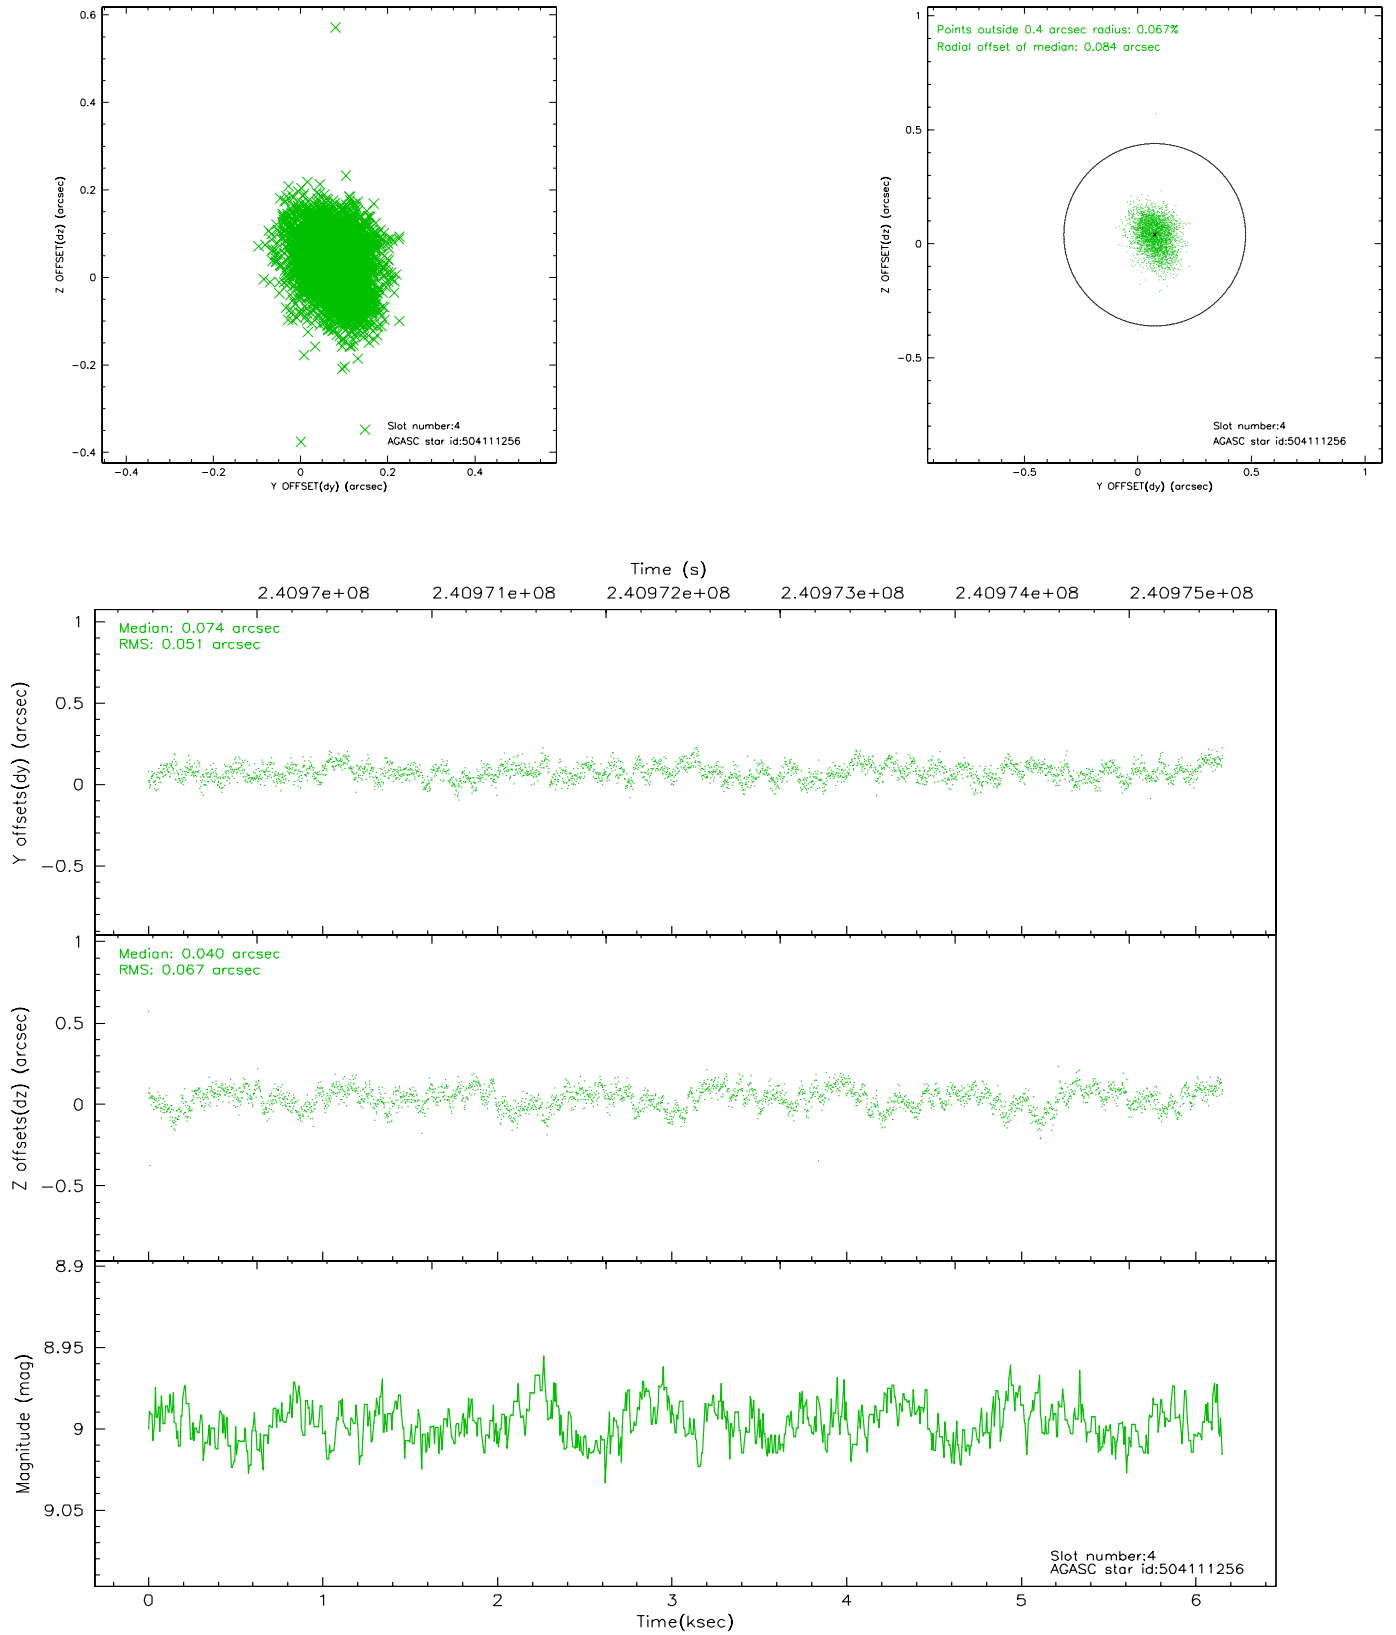 0.6
0.4
0.2
0
−0.2
−0.4
Z OFFSET(dz) (arcsec)
−0.4 −0.2 0 0.2 0.4
Y OFFSET(dy) (arcsec)
Slot number:4
AGASC star id:504111256
Points outside 0.4 arcsec radius: 0.067%
Radial offset of median: 0.084 arcsec
1
0.5
0
−0.5
Z OFFSET(dz) (arcsec)
−0.5 0 0.5 1
Y OFFSET(dy) (arcsec)
Slot number:4
AGASC star id:504111256
Time (s)
2.4097e+08 2.40971e+08 2.40972e+08 2.40973e+08 2.40974e+08 2.40975e+08
Median: 0.074 arcsec
RMS: 0.051 arcsec
1
0.5
0
−0.5
Y offsets(dy) (arcsec)
Median: 0.040 arcsec
RMS: 0.067 arcsec
1
0.5
0
−0.5
Z offsets(dz) (arcsec)
8.9
8.95
9
9.05
Magnitude (mag)
Slot number:4
AGASC star id:504111256
0 1 2 3 4 5 6
Time(ksec)